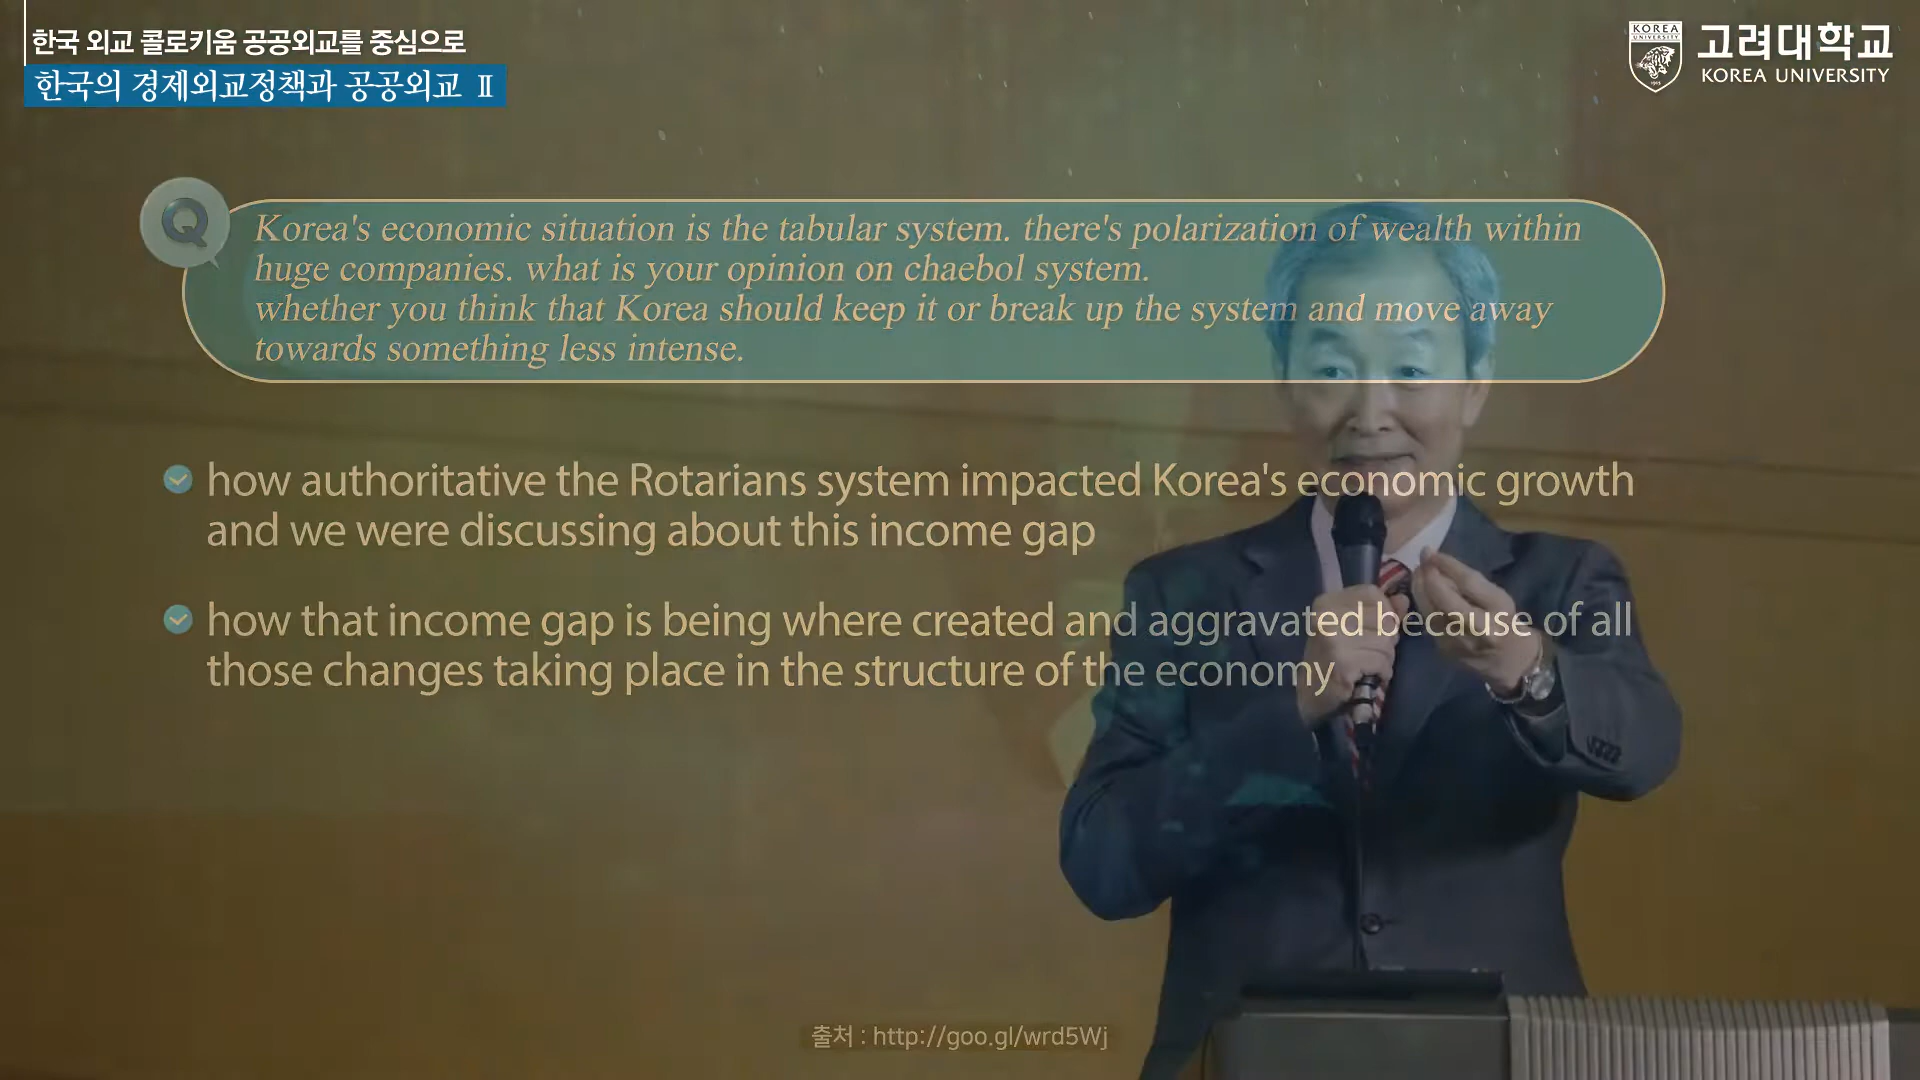 한국 외교 콜로키움 공공외교를 중심으로
한국의 경제외교정책과 공공외교 Ⅱ
KOREA
UNIVERSITY
고려대학교
KOREA UNIVERSITY
Q
Korea's economic situation is the tabular system. there's polarization of wealth within
huge companies. what is your opinion on chaebol system.
whether you think that Korea should keep it or break up the system and move away
towards something less intense.
how authoritative the Rotarians system impacted Korea's economic growth
and we were discussing about this income gap
how that income gap is being where created and aggravated because of all
those changes taking place in the structure of the economy
출처 : http://goo.gl/wrd5Wj